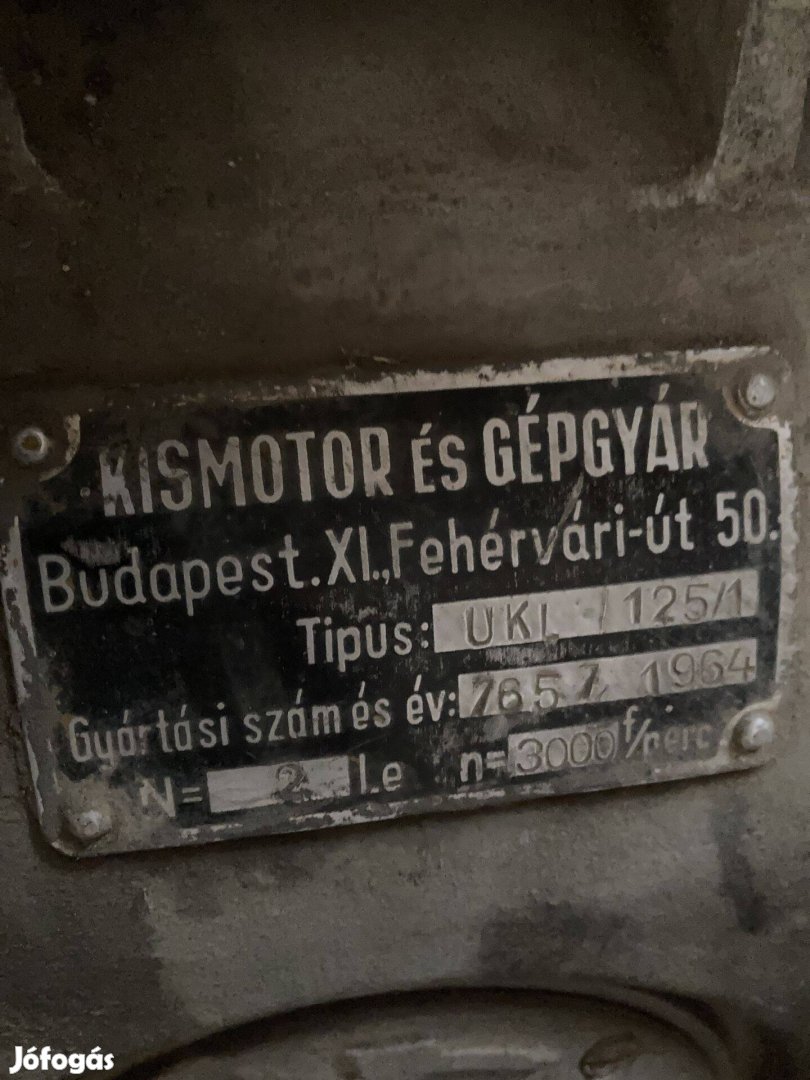 KISMOTOR ÉS GÉPGYÁR
Budapest.XI.,Fehérvári-út 50.
Tipus: UKL /125/1
Gyártási szám és év: 7657, 1964
N= 2 l.e n= 3000 f/perc
Jófogás